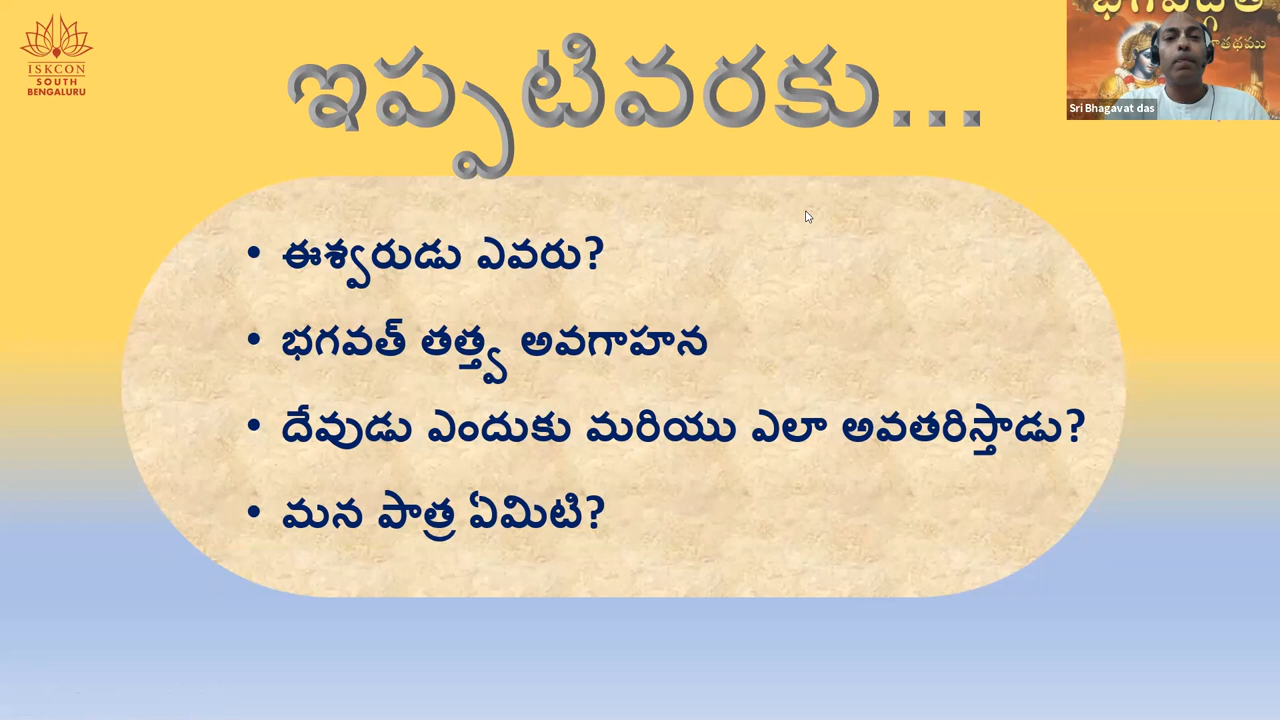 ISKCON
SOUTH
BENGALURU
ఇప్పటివరకు...
Sri Bhagavat das
• ఈశ్వరుడు ఎవరు?
• భగవత్ తత్త్వ అవగాహన
• దేవుడు ఎందుకు మరియు ఎలా అవతరిస్తాడు?
• మన పాత్ర ఏమిటి?